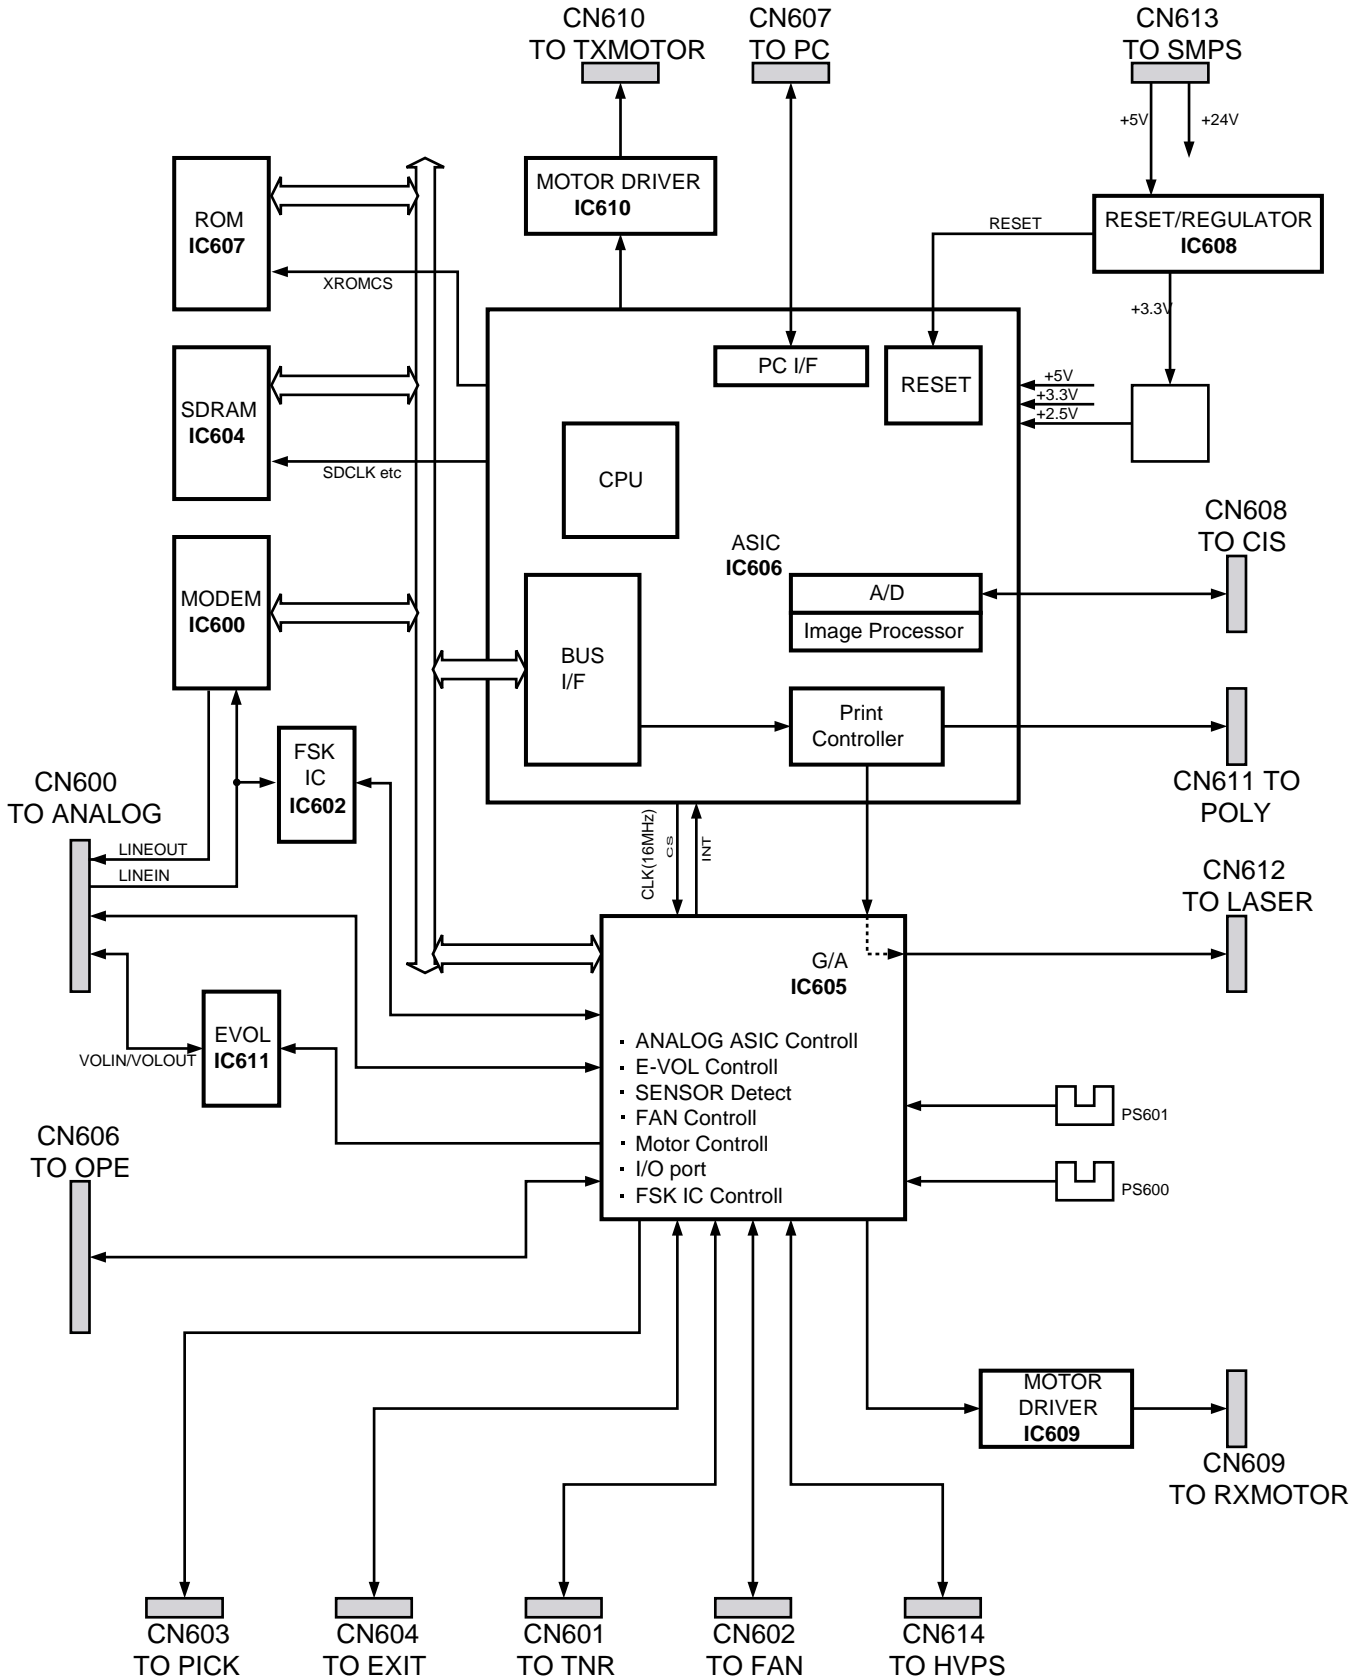 CN610
TO TXMOTOR
CN607
TO PC
CN613
TO SMPS
+5V
+24V
MOTOR DRIVER
IC610
ROM
IC607
RESET
RESET/REGULATOR
IC608
XROMCS
+3.3V
PC I/F
RESET
+5V
+3.3V
+2.5V
SDRAM
IC604
SDCLK etc
CPU
CN608
TO CIS
ASIC
IC606
A/D
Image Processor
MODEM
IC600
BUS
I/F
Print
Controller
FSK
IC
IC602
CN600
TO ANALOG
CN611 TO
POLY
LINEOUT
LINEIN
CLK(16MHz)
CS
INT
CN612
TO LASER
G/A
IC605
EVOL
IC611
VOLIN/VOLOUT
· ANALOG ASIC Controll
· E-VOL Controll
· SENSOR Detect
· FAN Controll
· Motor Controll
· I/O port
· FSK IC Controll
PS601
PS600
CN606
TO OPE
MOTOR
DRIVER
IC609
CN609
TO RXMOTOR
CN603
TO PICK
CN604
TO EXIT
CN601
TO TNR
CN602
TO FAN
CN614
TO HVPS